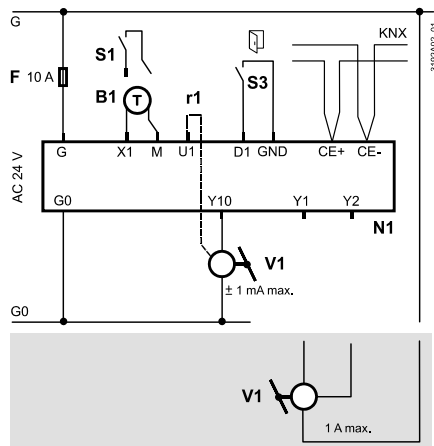 G
KNX
3192A02_01
S1
F 10 A
B1
T
r1
S3
AC 24 V
G X1 M U1 D1 GND CE+ CE-
G0 Y10 Y1 Y2
N1
V1
± 1 mA max.
G0
V1
1 A max.